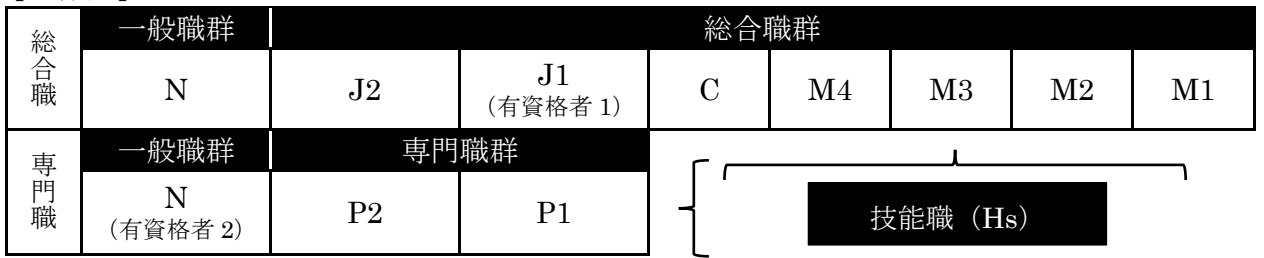 総合職
一般職群 総合職群
N J2 J1 C M4 M3 M2 M1
(有資格者 1)
専門職
一般職群 専門職群
N P2 P1
(有資格者 2)
技能職(Hs)